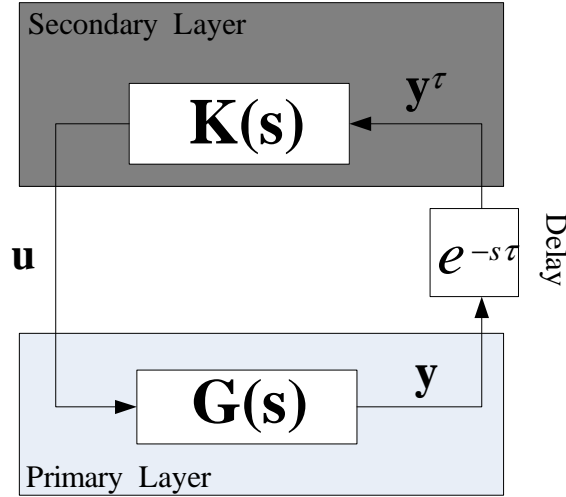 Secondary Layer
K(s)
y^τ
u
e^{-sτ}
Delay
y
G(s)
Primary Layer